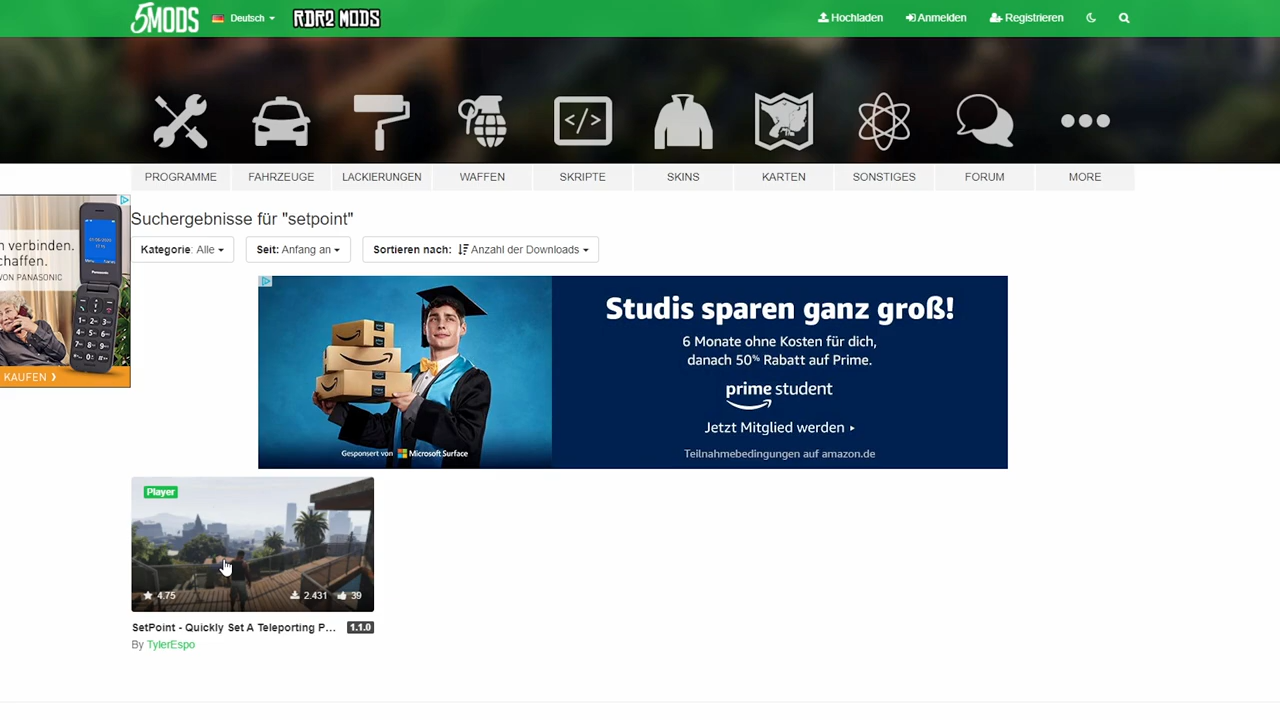 5MODS
Deutsch
RDR2 MODS
Hochladen
Anmelden
Registrieren
PROGRAMME
FAHRZEUGE
LACKIERUNGEN
WAFFEN
SKRIPTE
SKINS
KARTEN
SONSTIGES
FORUM
MORE
Suchergebnisse für "setpoint"
Kategorie: Alle
Seit: Anfang an
Sortieren nach: Anzahl der Downloads
n verbinden.
chaffen.
VON PANASONIC
Panasonic
KAUFEN
Studis sparen ganz groß!
6 Monate ohne Kosten für dich,
danach 50% Rabatt auf Prime.
prime student
Jetzt Mitglied werden
Teilnahmebedingungen auf amazon.de
Gesponsert von Microsoft Surface
Player
4.75
2.431
39
SetPoint - Quickly Set A Teleporting P...
1.1.0
By TylerEspo